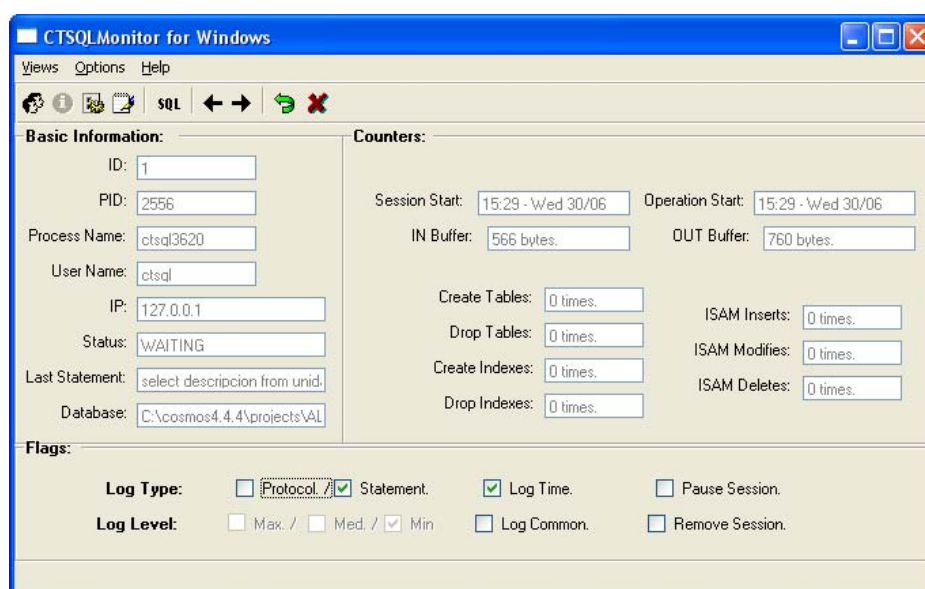 CTSQLMonitor for Windows
Views Options Help
SQL
Basic Information:
ID: 1
PID: 2556
Process Name: ctsql3620
User Name: ctsql
IP: 127.0.0.1
Status: WAITING
Last Statement: select descripcion from unid
Database: C:\cosmos4.4.4\projects\AL
Counters:
Session Start: 15:29 - Wed 30/06 Operation Start: 15:29 - Wed 30/06
IN Buffer: 566 bytes. OUT Buffer: 760 bytes.
Create Tables: 0 times.
Drop Tables: 0 times.
Create Indexes: 0 times.
Drop Indexes: 0 times.
ISAM Inserts: 0 times.
ISAM Modifies: 0 times.
ISAM Deletes: 0 times.
Flags:
Log Type: Protocol. / Statement. Log Time. Pause Session.
Log Level: Max. / Med. / Min Log Common. Remove Session.